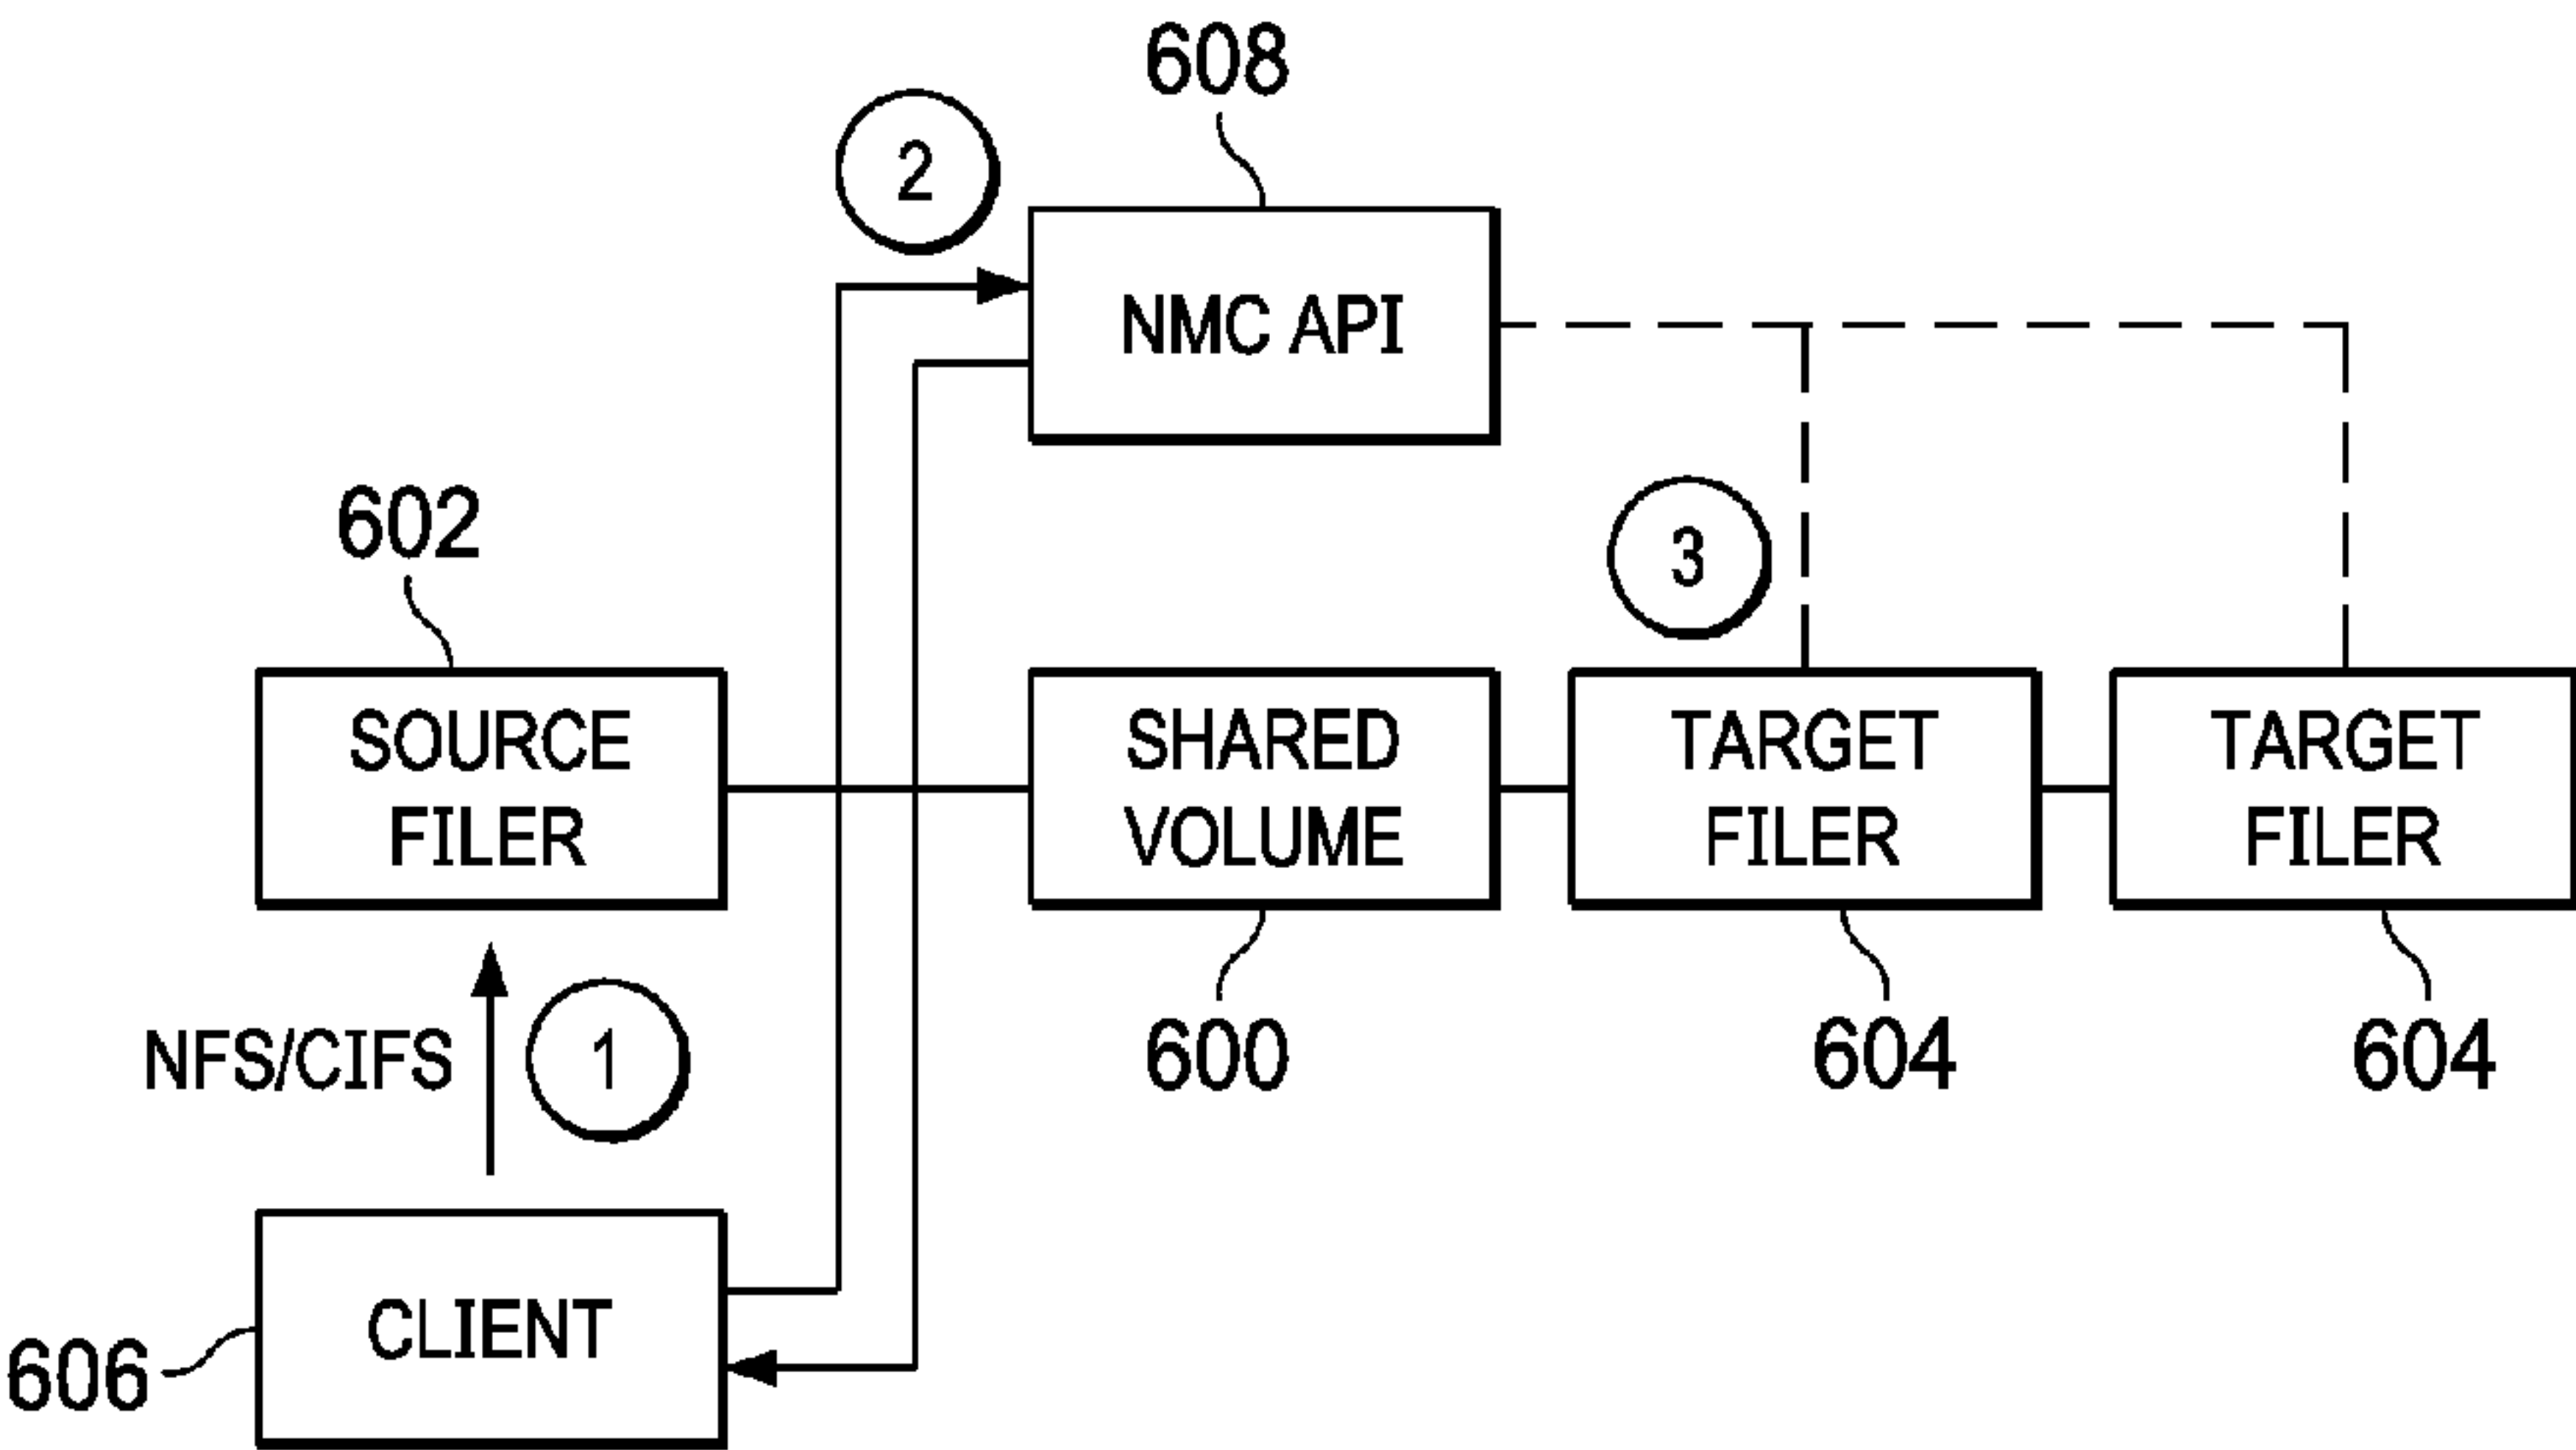 608
2
NMC API
602
3
SOURCE
FILER
SHARED
VOLUME
TARGET
FILER
TARGET
FILER
NFS/CIFS
1
600
604
604
CLIENT
606